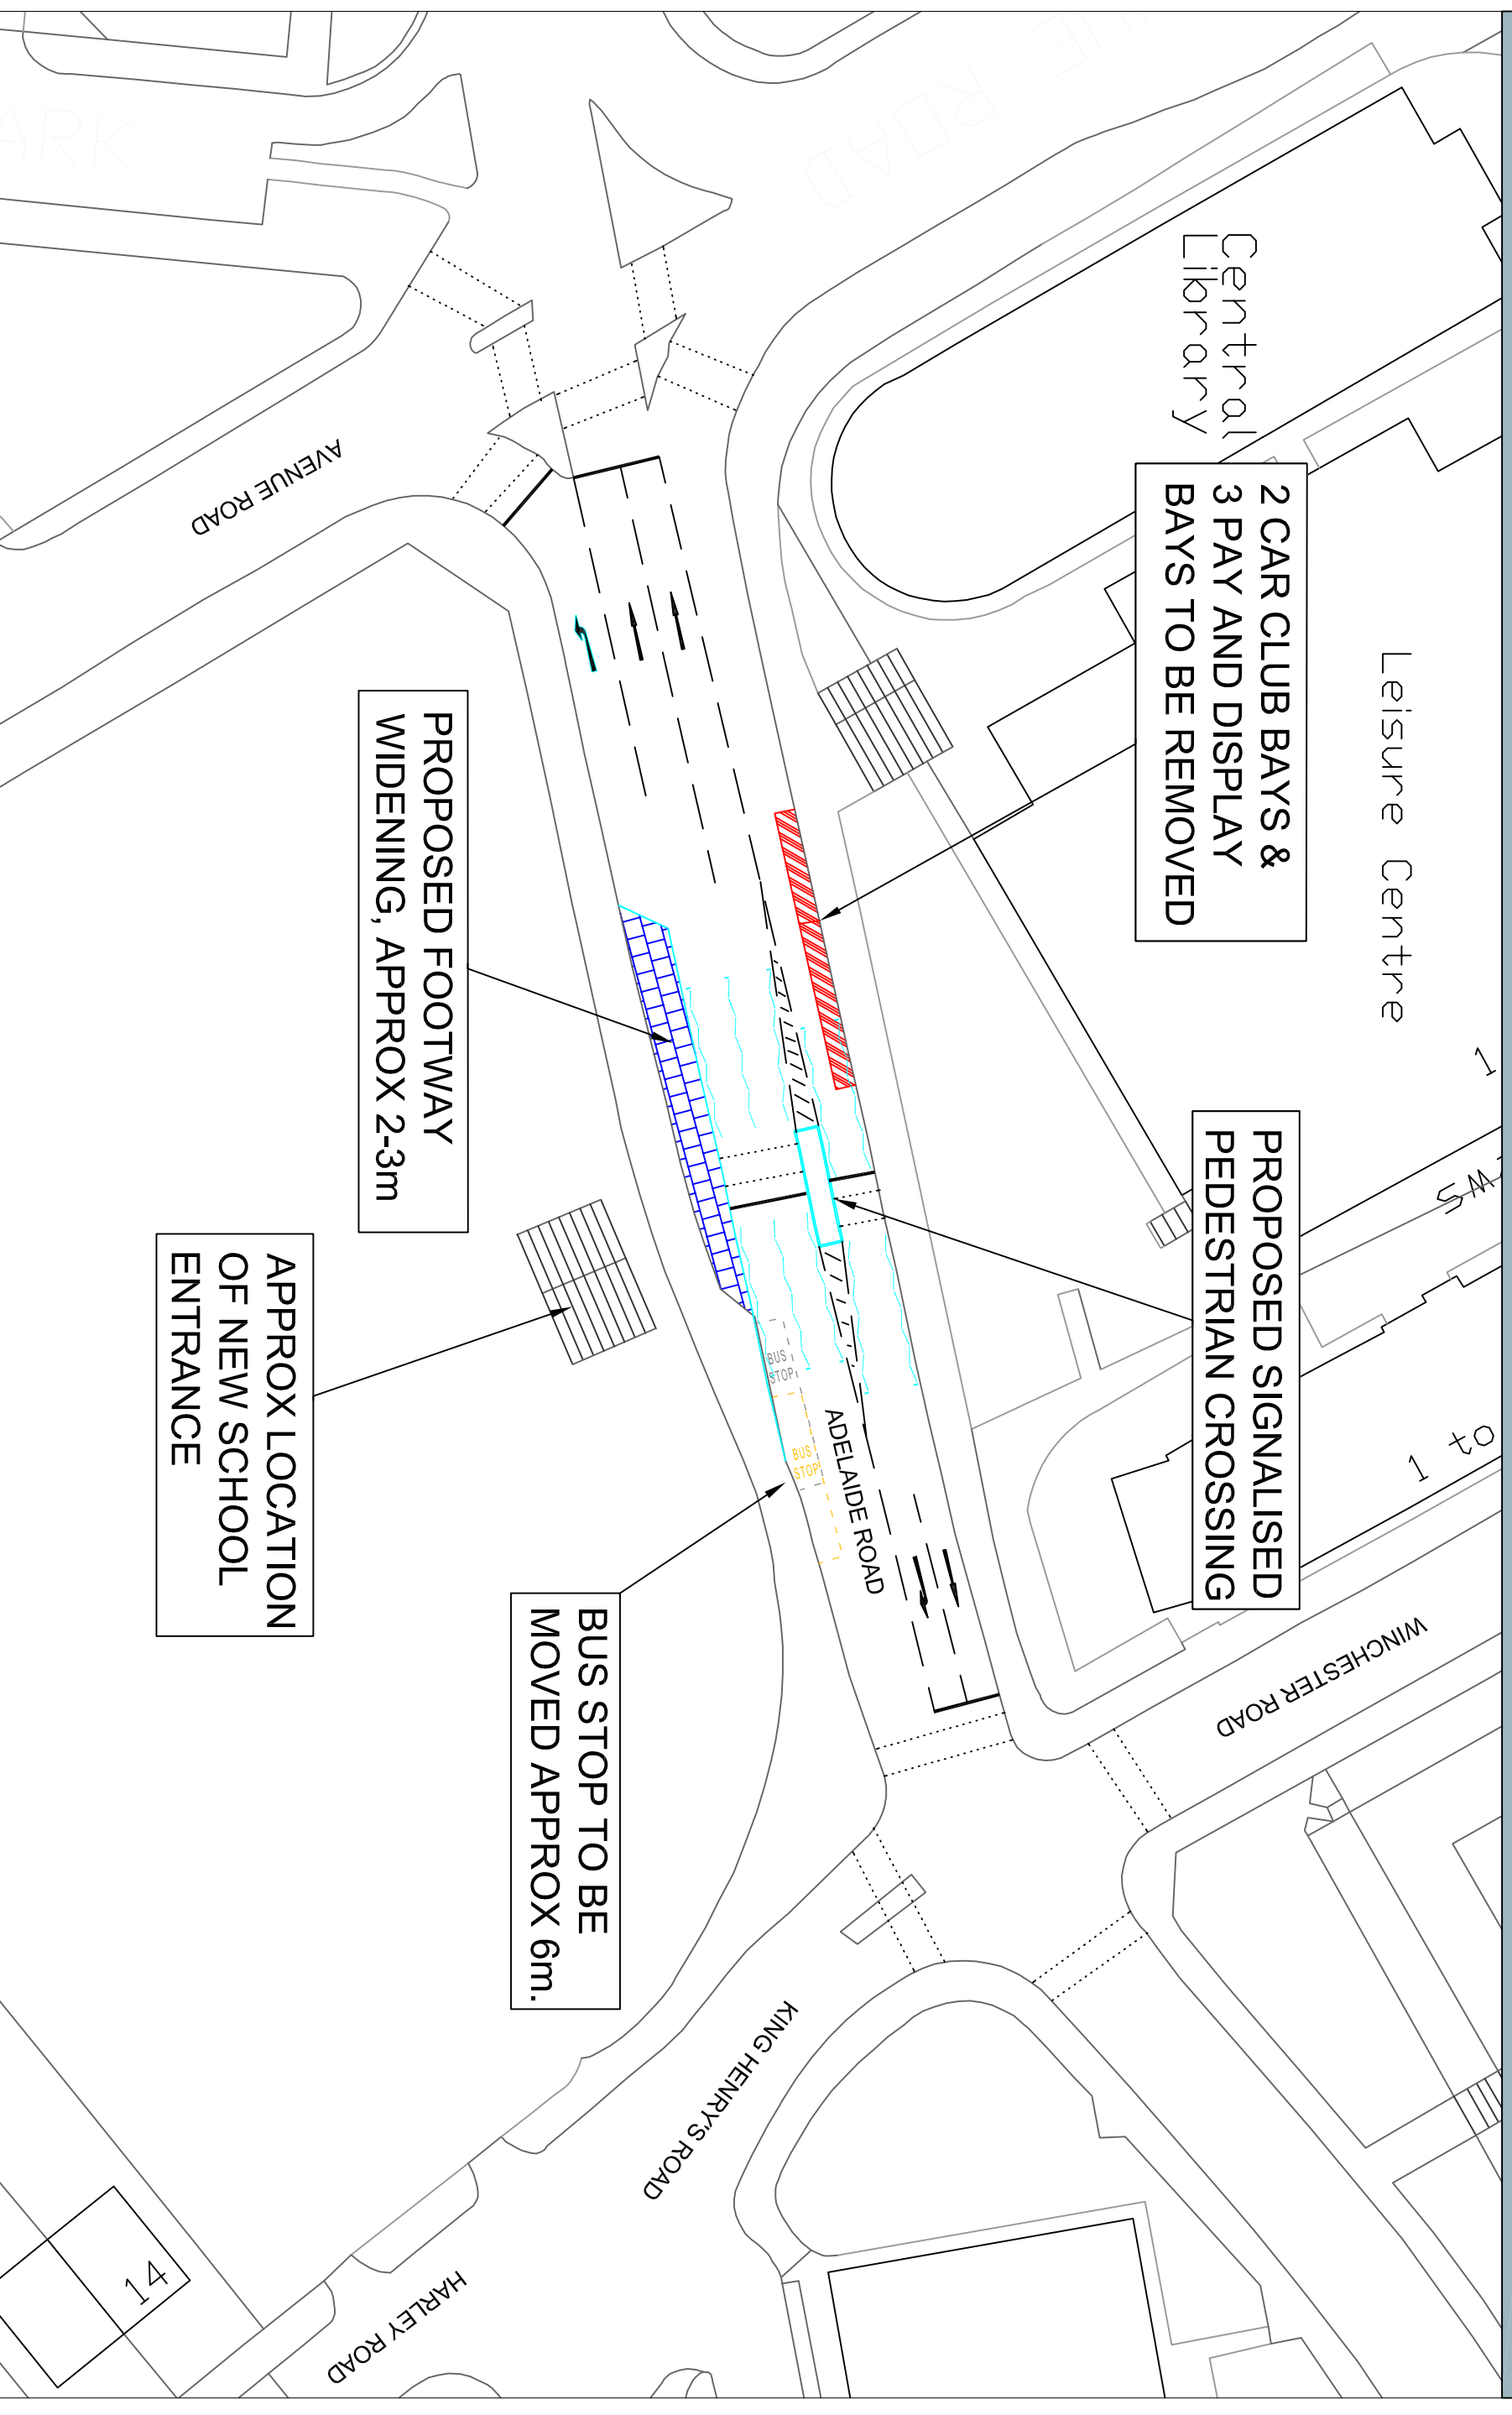 Central
Library
Leisure Centre
2 CAR CLUB BAYS &
3 PAY AND DISPLAY
BAYS TO BE REMOVED
PROPOSED SIGNALISED
PEDESTRIAN CROSSING
1
1 to
WINCHESTER ROAD
AVENUE ROAD
ADELAIDE ROAD
BUS
STOP
BUS
STOP
PROPOSED FOOTWAY
WIDENING, APPROX 2-3m
APPROX LOCATION
OF NEW SCHOOL
ENTRANCE
BUS STOP TO BE
MOVED APPROX 6m.
KING HENRY'S ROAD
HARLEY ROAD
14
ARK
ROAD